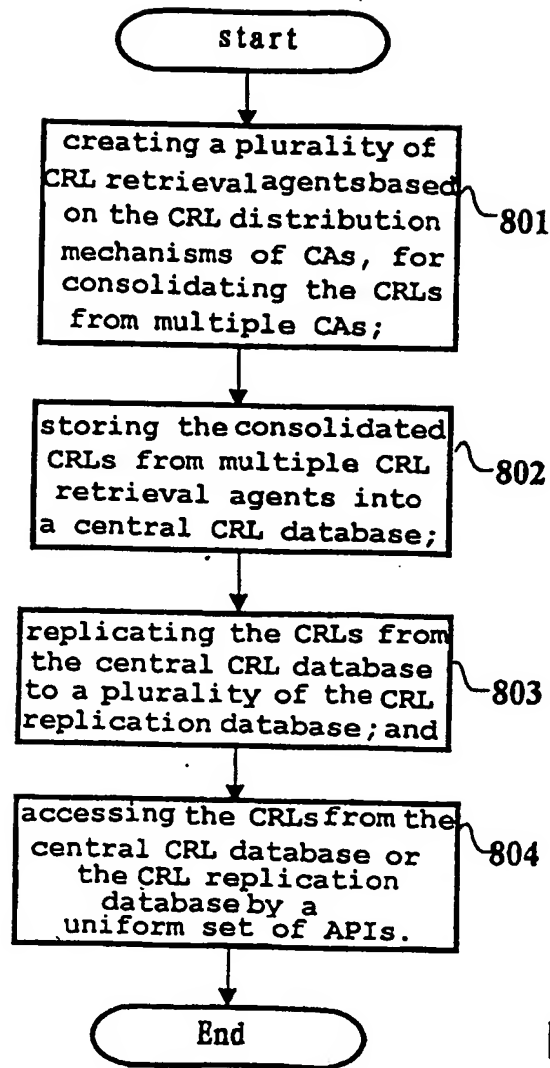 start
creating a plurality of
CRL retrieval agents based
on the CRL distribution
mechanisms of CAs, for
consolidating the CRLs
from multiple CAs;
801
storing the consolidated
CRLs from multiple CRL
retrieval agents into
a central CRL database;
802
replicating the CRLs from
the central CRL database
to a plurality of the CRL
replication database; and
803
accessing the CRLs from the
central CRL database or
the CRL replication
database by a
uniform set of APIs.
804
End